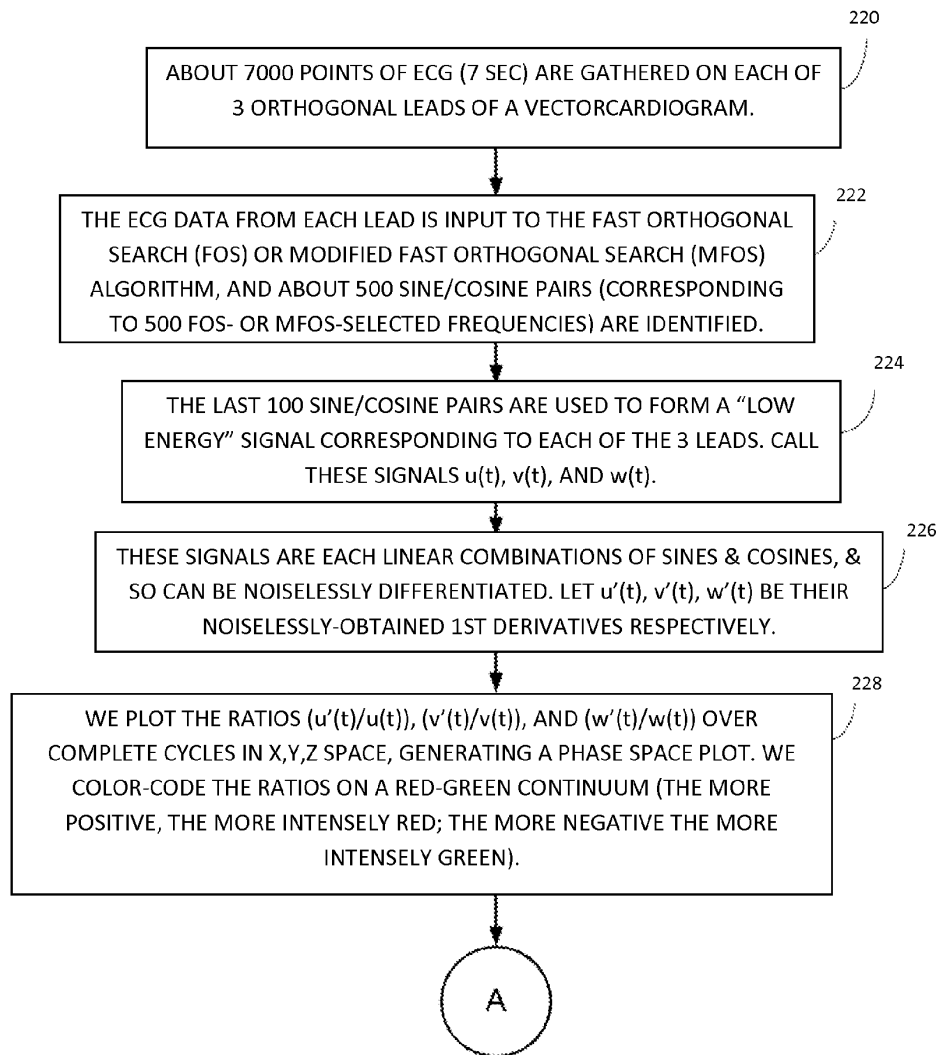 220
ABOUT 7000 POINTS OF ECG (7 SEC) ARE GATHERED ON EACH OF
3 ORTHOGONAL LEADS OF A VECTORCARDIOGRAM.
222
THE ECG DATA FROM EACH LEAD IS INPUT TO THE FAST ORTHOGONAL
SEARCH (FOS) OR MODIFIED FAST ORTHOGONAL SEARCH (MFOS)
ALGORITHM, AND ABOUT 500 SINE/COSINE PAIRS (CORRESPONDING
TO 500 FOS- OR MFOS-SELECTED FREQUENCIES) ARE IDENTIFIED.
224
THE LAST 100 SINE/COSINE PAIRS ARE USED TO FORM A “LOW
ENERGY” SIGNAL CORRESPONDING TO EACH OF THE 3 LEADS. CALL
THESE SIGNALS u(t), v(t), AND w(t).
226
THESE SIGNALS ARE EACH LINEAR COMBINATIONS OF SINES & COSINES, &
SO CAN BE NOISELESSLY DIFFERENTIATED. LET u’(t), v’(t), w’(t) BE THEIR
NOISELESSLY-OBTAINED 1ST DERIVATIVES RESPECTIVELY.
228
WE PLOT THE RATIOS (u’(t)/u(t)), (v’(t)/v(t)), AND (w’(t)/w(t)) OVER
COMPLETE CYCLES IN X,Y,Z SPACE, GENERATING A PHASE SPACE PLOT. WE
COLOR-CODE THE RATIOS ON A RED-GREEN CONTINUUM (THE MORE
POSITIVE, THE MORE INTENSELY RED; THE MORE NEGATIVE THE MORE
INTENSELY GREEN).
A